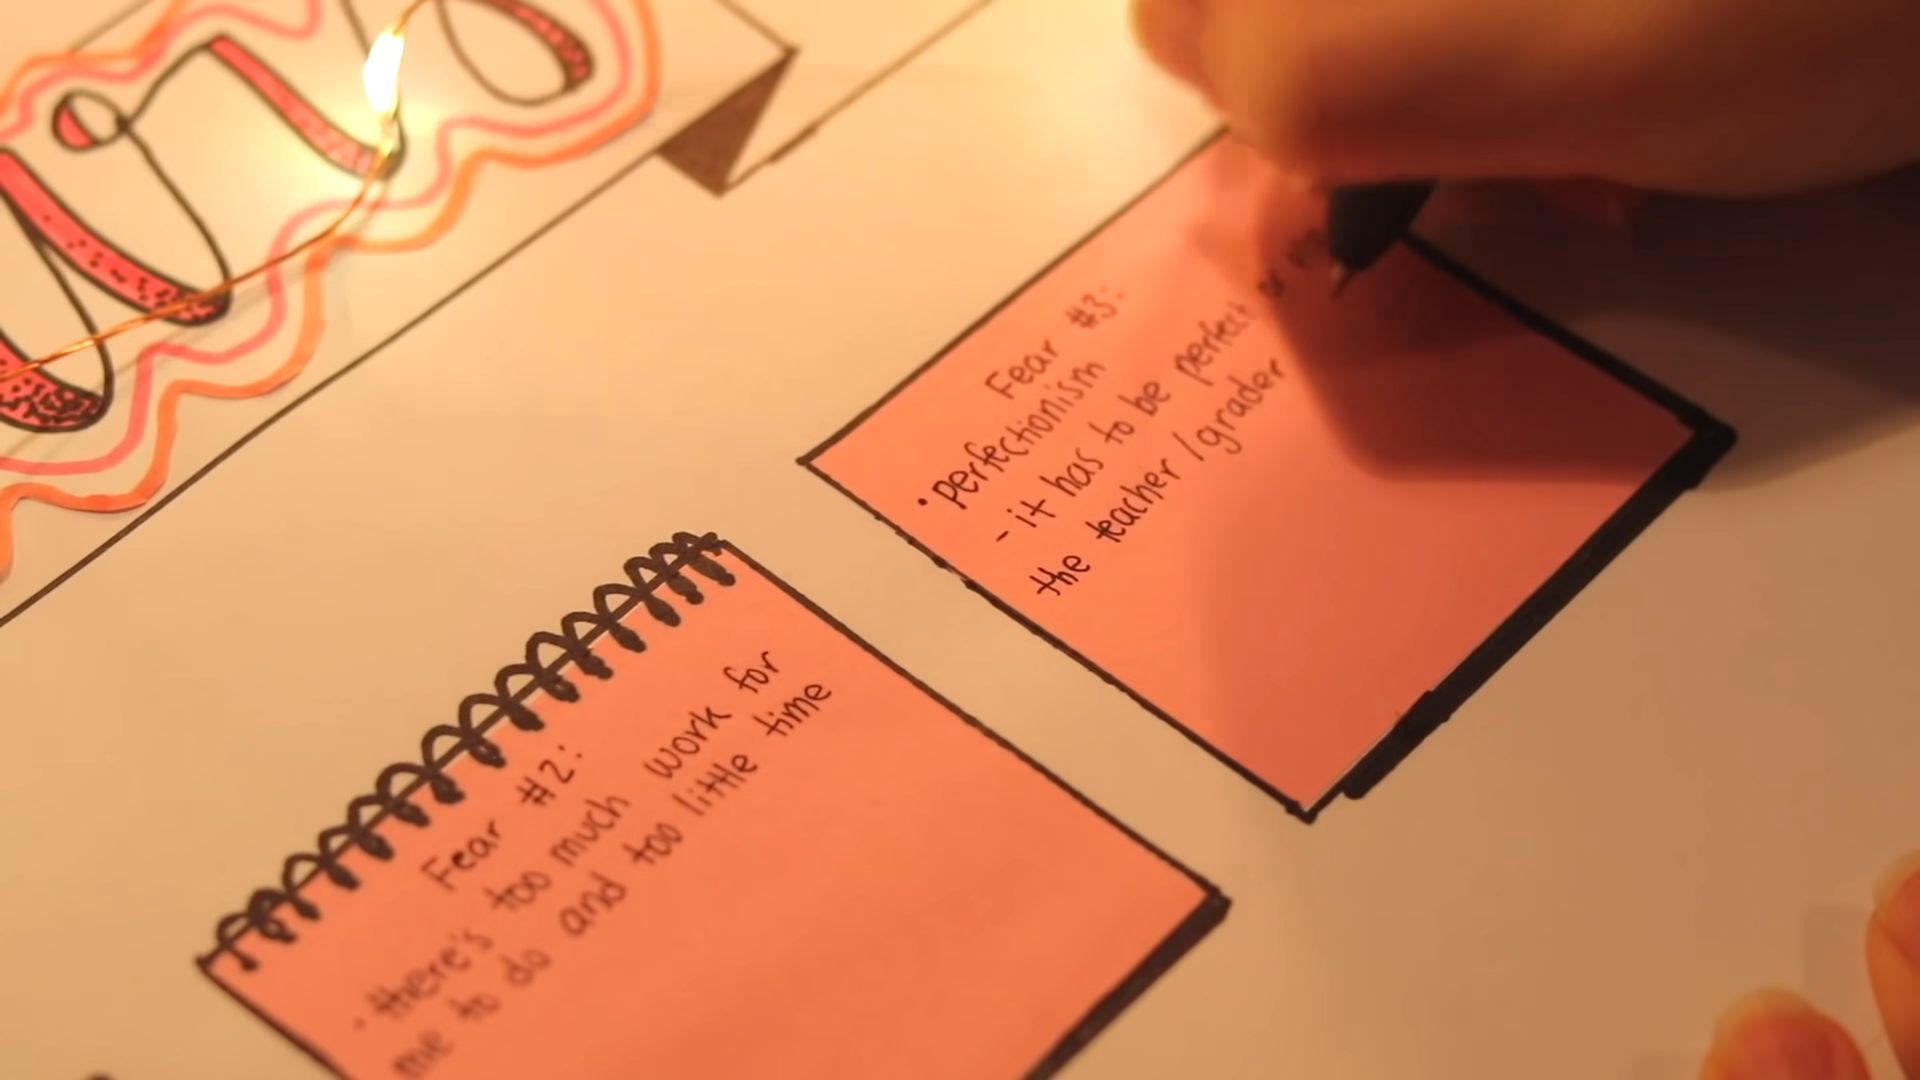 Fear #2:
· there's too much work for
me to do and too little time
Fear #3:
· perfectionism
- it has to be perfect or
the teacher/grader